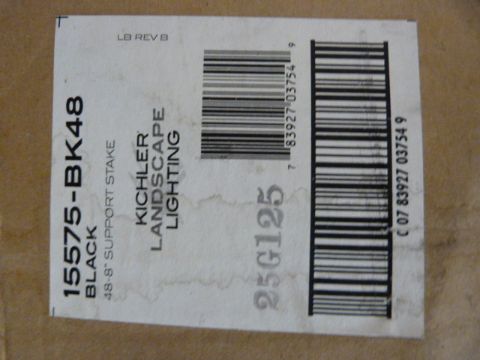 15575-BK48
BLACK
48-8" SUPPORT STAKE
KICHLER
LANDSCAPE
LIGHTING
LB REV B
7 83927 03754 9
25G125
C 07 83927 03754 9